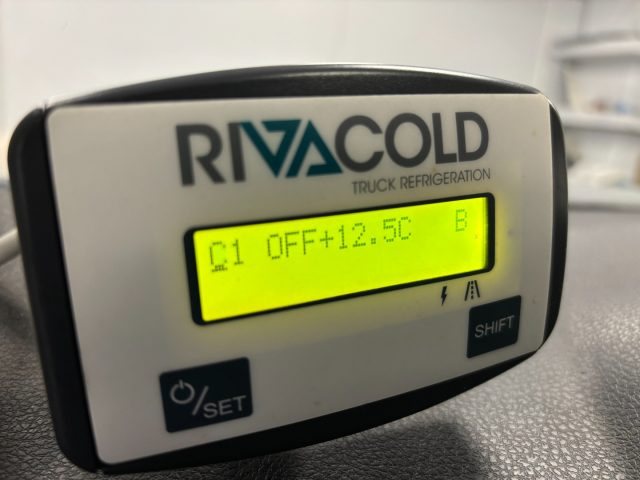 RIVACOLD
TRUCK REFRIGERATION
C1 OFF+12.5C B
SHIFT
/SET